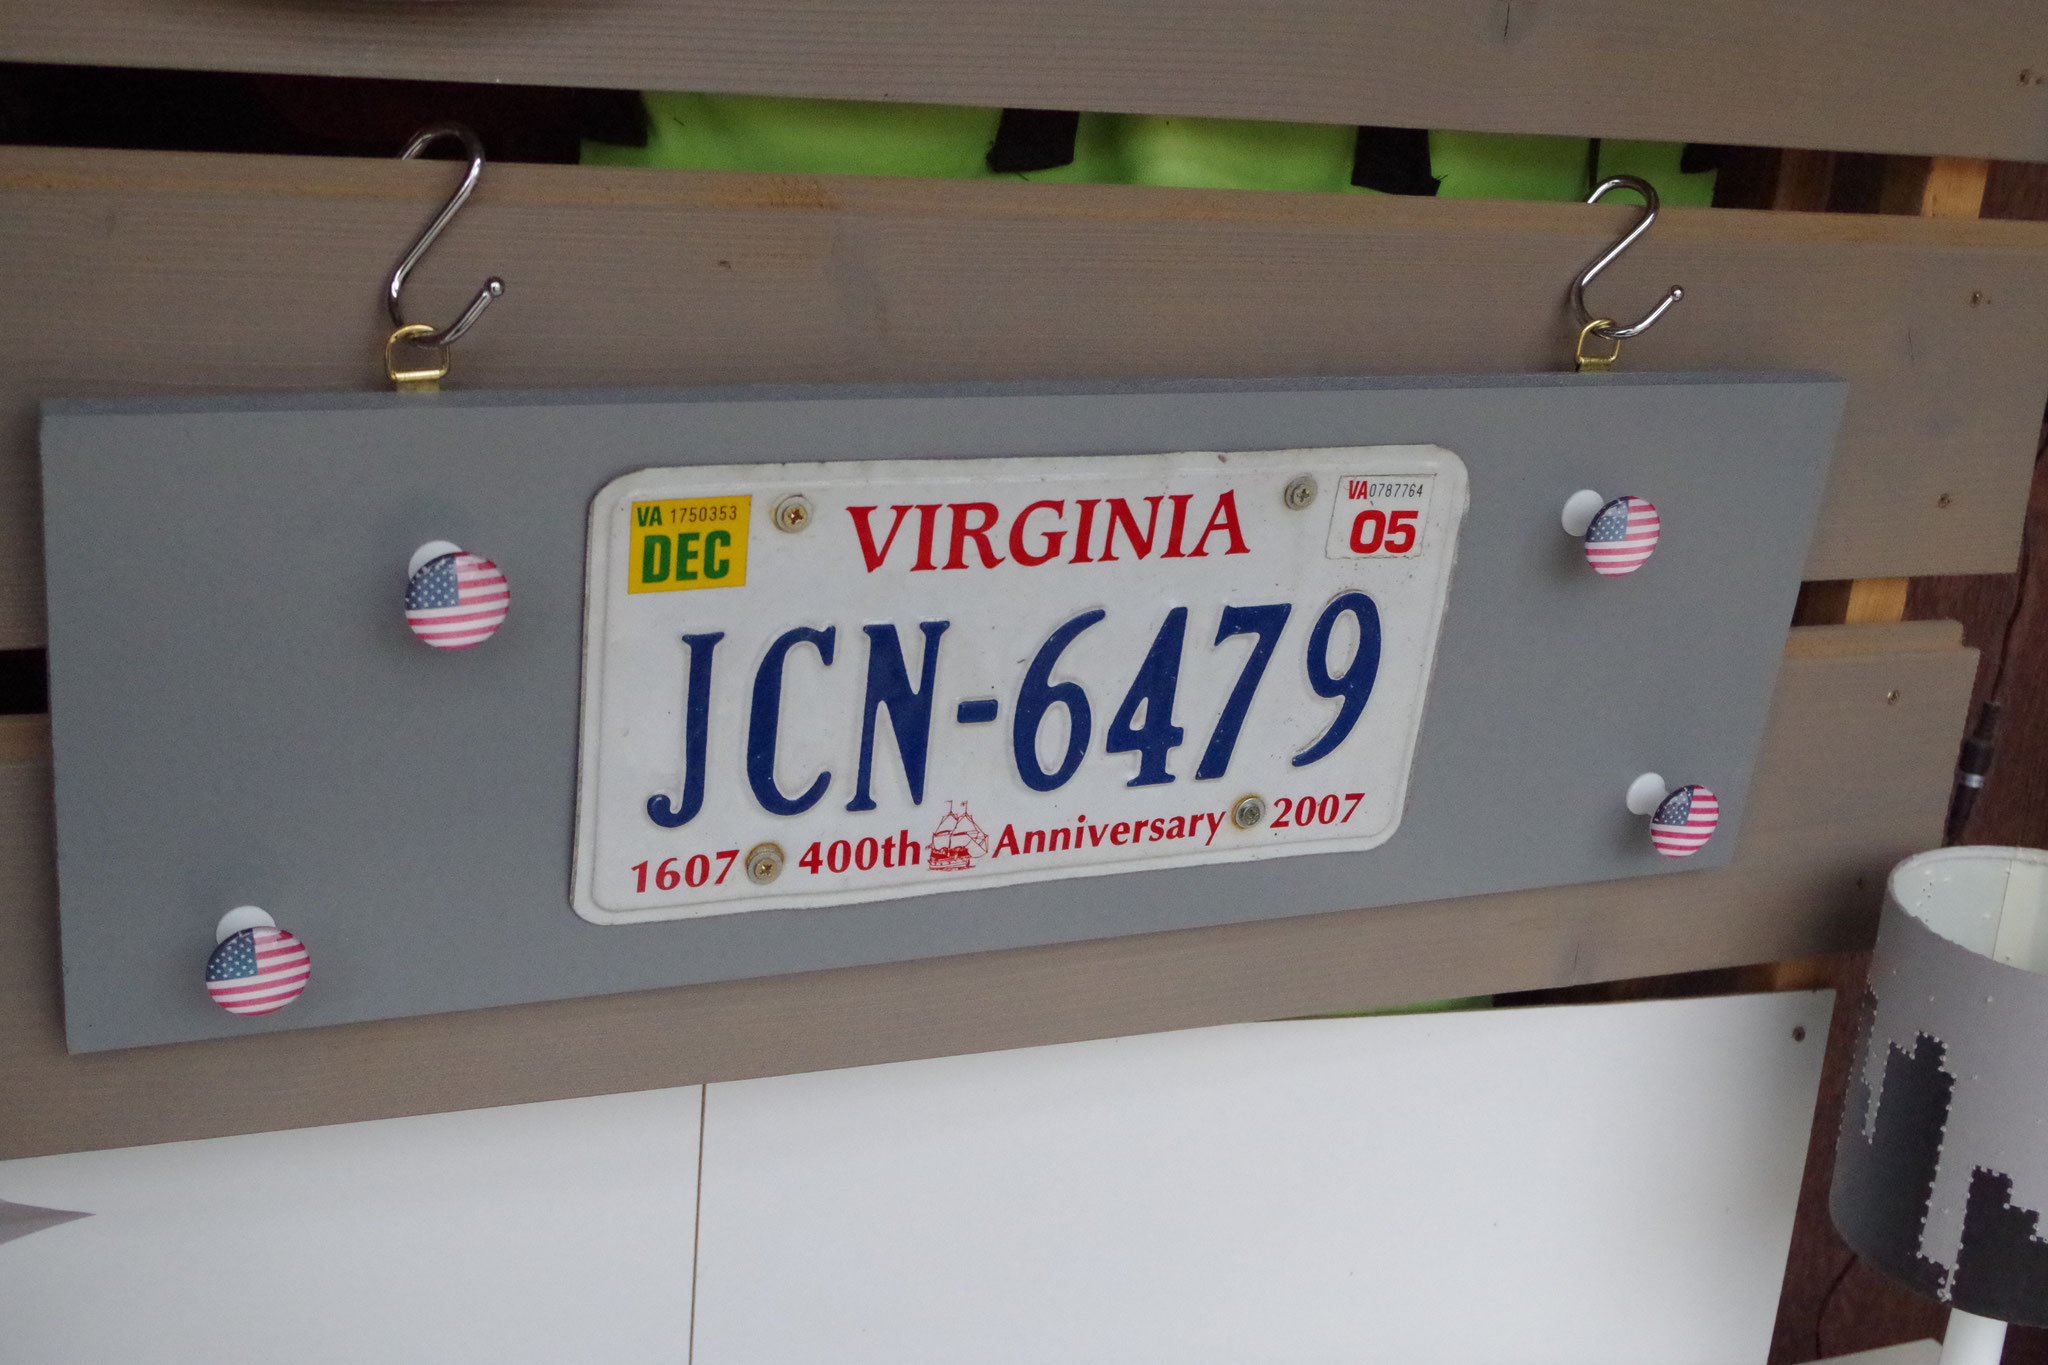 VA 1750353
DEC
VIRGINIA
VA0787764
05
JCN-6479
1607 400th Anniversary 2007